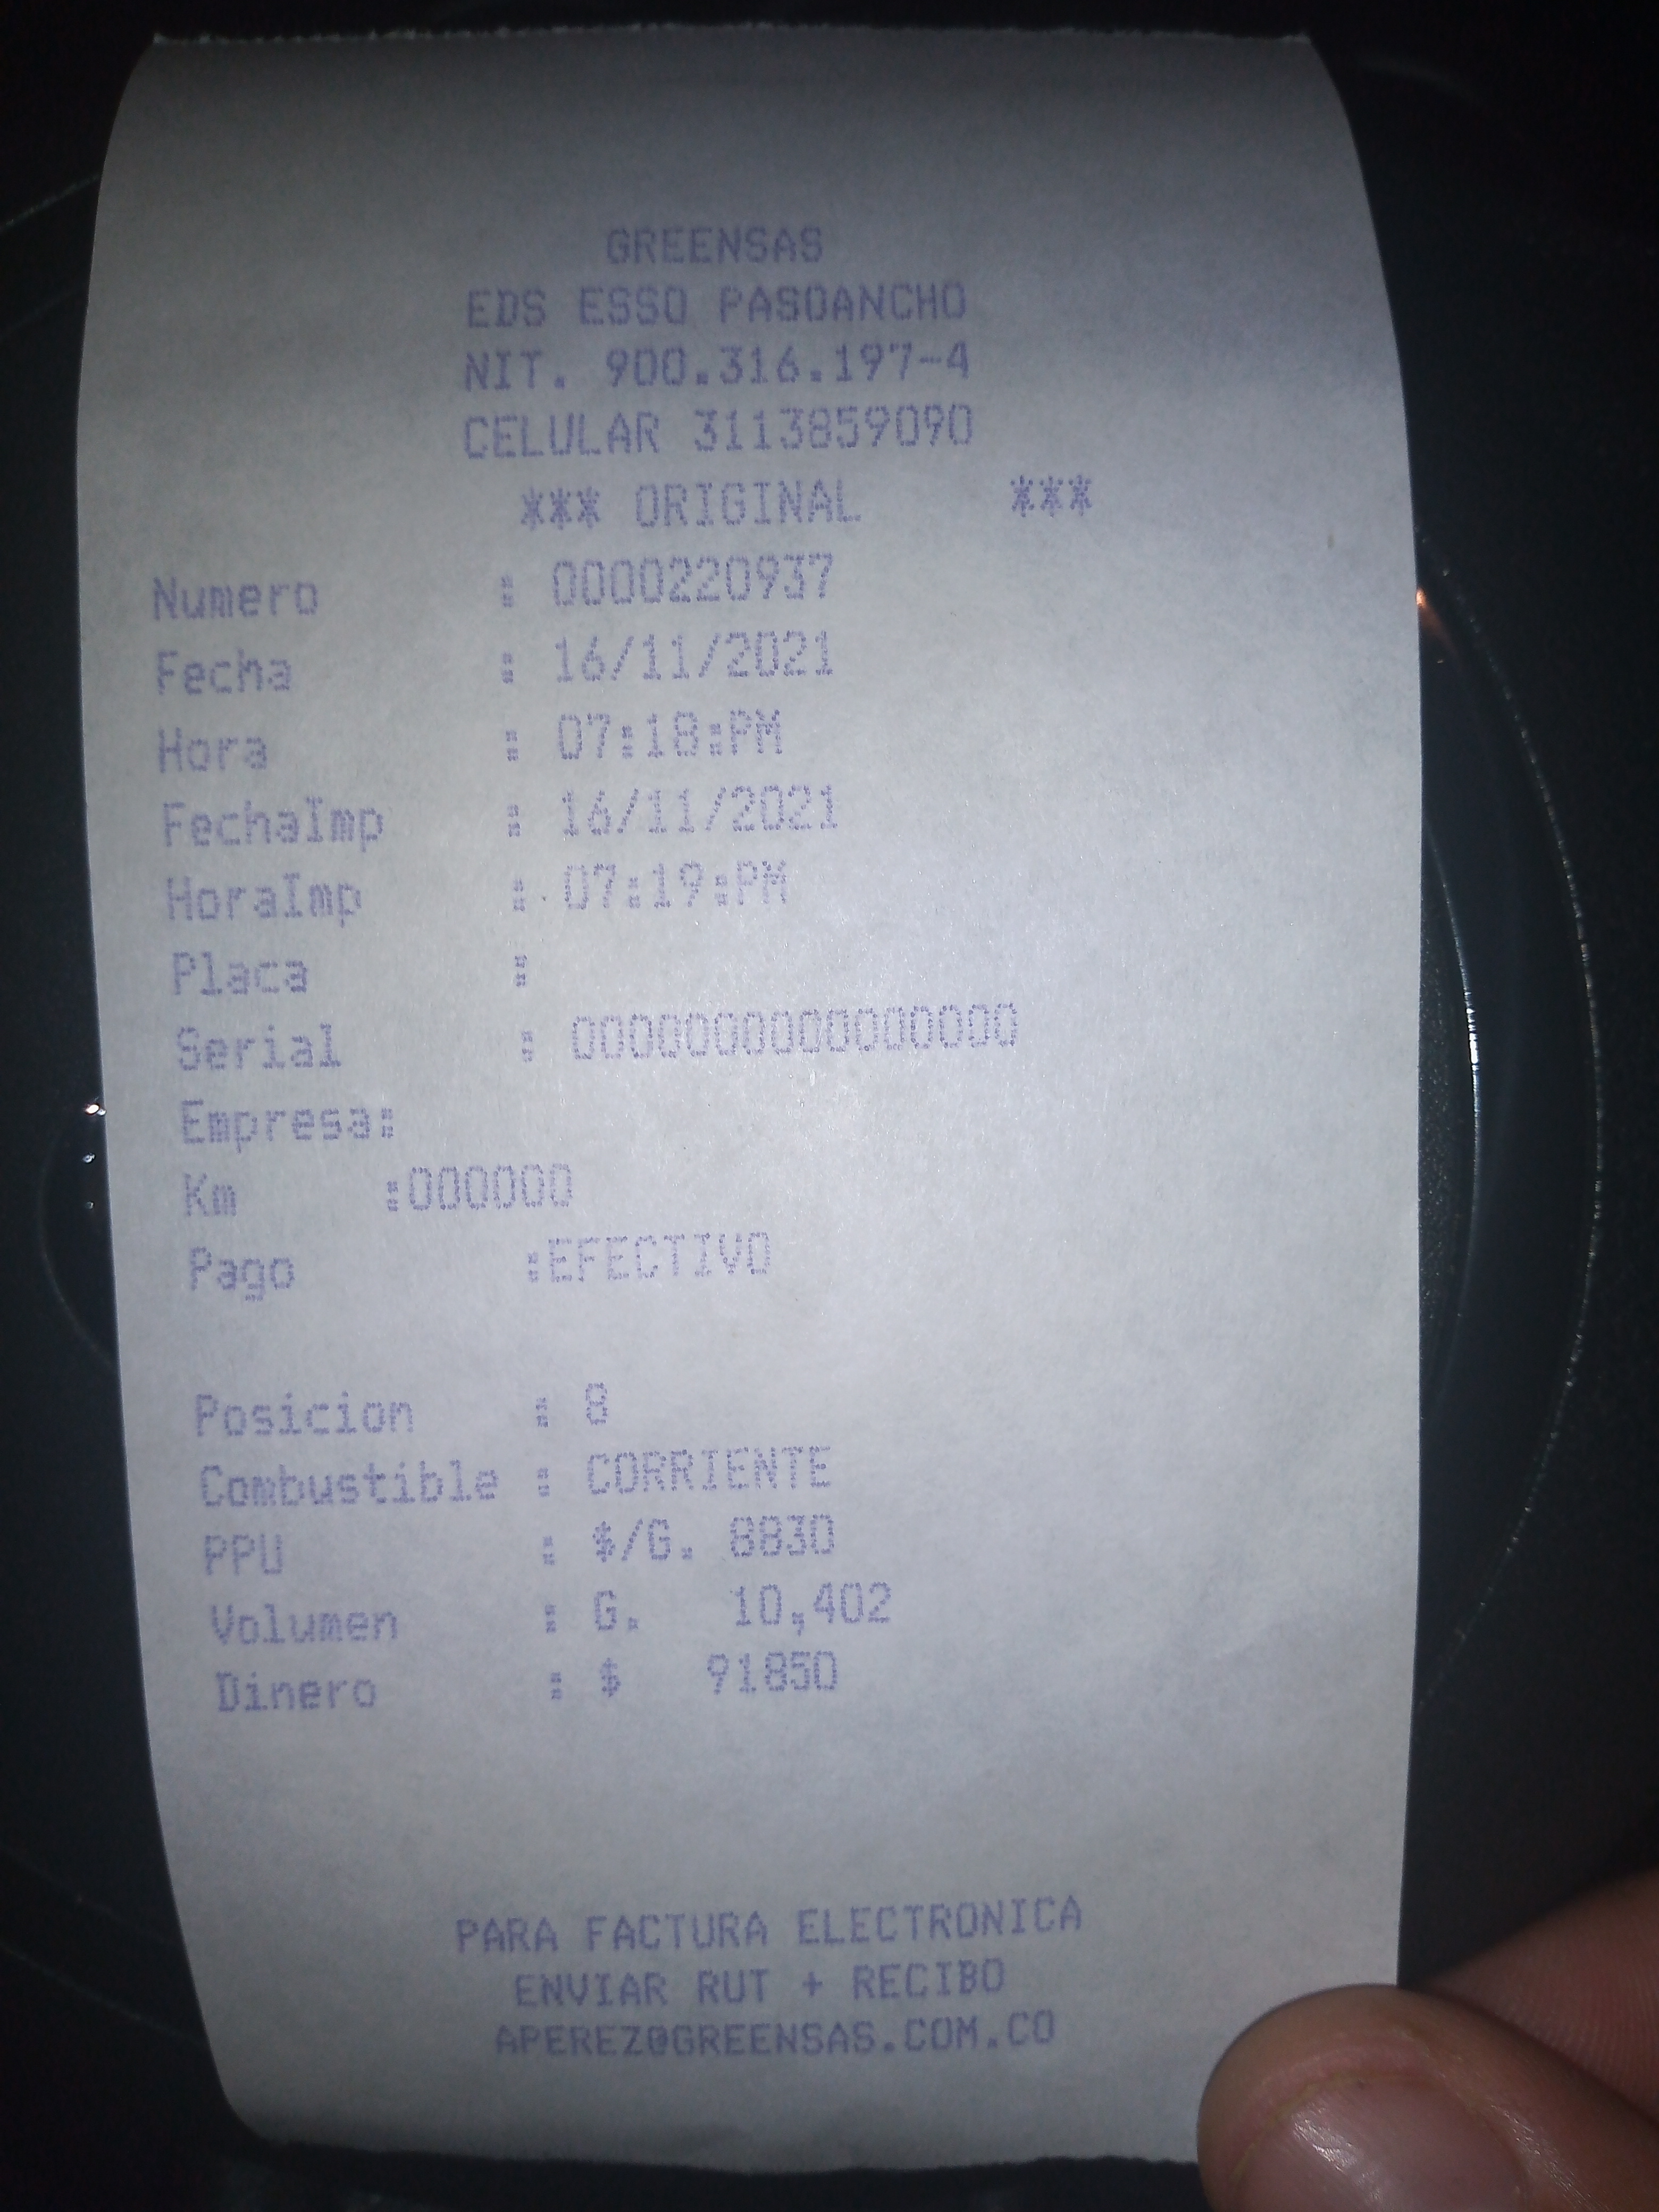 GREENSAS
EDS ESSO PASOANCHO
NIT. 900.316.197-4
CELULAR 3113859090
*** ORIGINAL ***
Numero : 0000220937
Fecha : 16/11/2021
Hora : 07:18:PM
FechaImp : 16/11/2021
HoraImp : 07:19:PM
Placa :
Serial : 0000000000000000
Empresa:
Km :000000
Pago :EFECTIVO
Posicion : 8
Combustible : CORRIENTE
PPU : $/G. 8830
Volumen : G. 10,402
Dinero : $ 91850
PARA FACTURA ELECTRONICA
ENVIAR RUT + RECIBO
APEREZ@GREENSAS.COM.CO